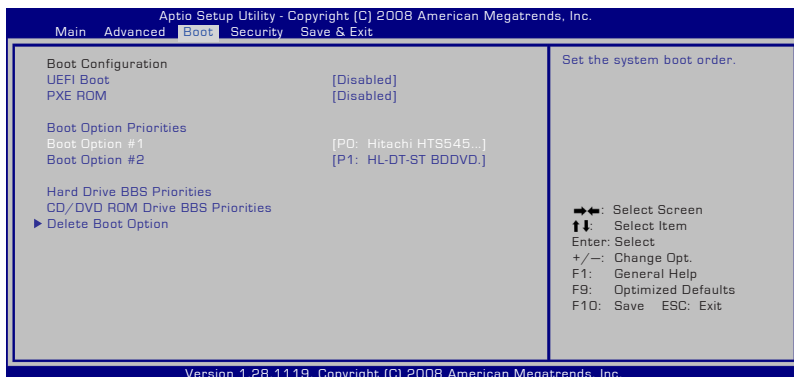 Aptio Setup Utility - Copyright (C) 2008 American Megatrends, Inc.
Main Advanced Boot Security Save & Exit
Boot Configuration
UEFI Boot [Disabled]
PXE ROM [Disabled]
Boot Option Priorities
Boot Option #1 [P0: Hitachi HTS545...]
Boot Option #2 [P1: HL-DT-ST BDDVD.]
Hard Drive BBS Priorities
CD/DVD ROM Drive BBS Priorities
Delete Boot Option
Set the system boot order.
→←: Select Screen
↑↓: Select Item
Enter: Select
+/—: Change Opt.
F1: General Help
F9: Optimized Defaults
F10: Save ESC: Exit
Version 1.28.1119. Copyright (C) 2008 American Megatrends, Inc.